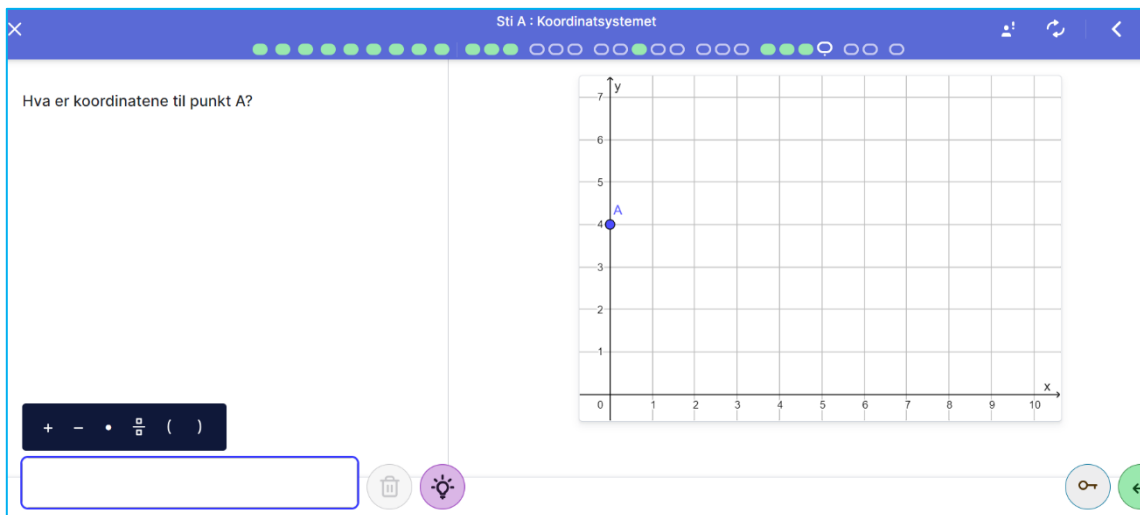 Sti A : Koordinatsystemet
Hva er koordinatene til punkt A?
y
7
6
5
A
4
3
2
1
x
0 1 2 3 4 5 6 7 8 9 10
+ − • ( )